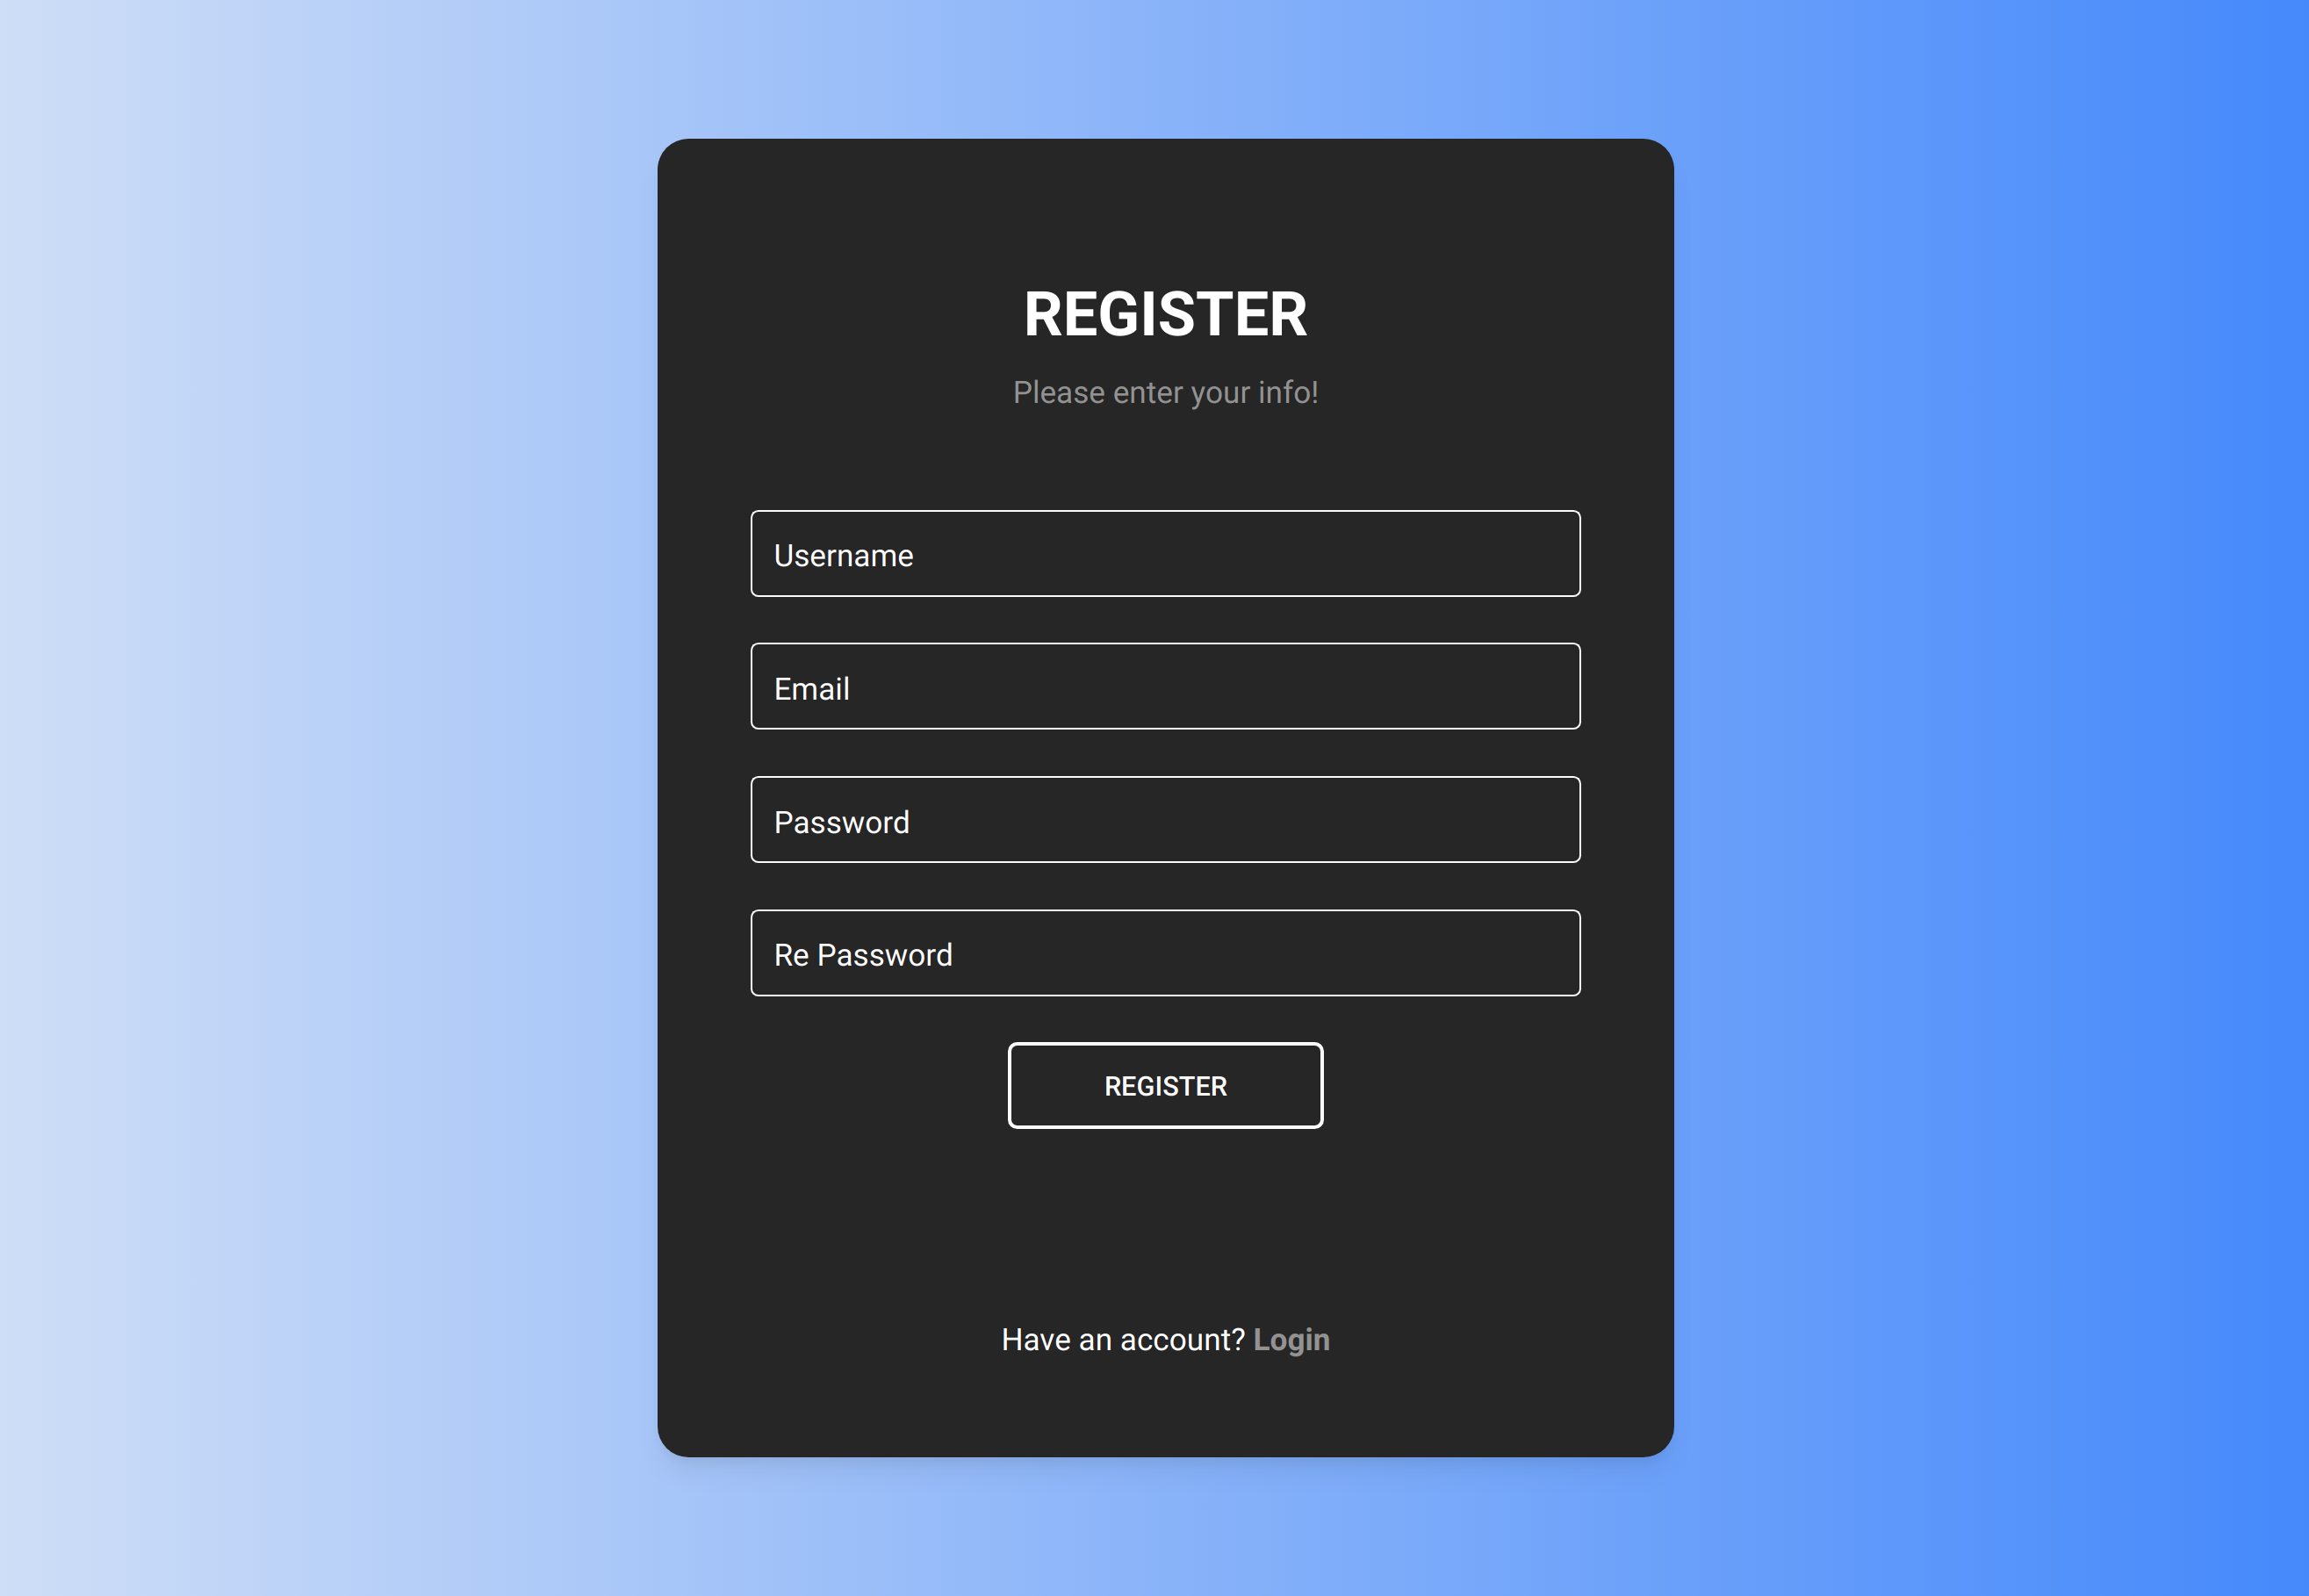 REGISTER
Please enter your info!
Username
Email
Password
Re Password
REGISTER
Have an account? Login